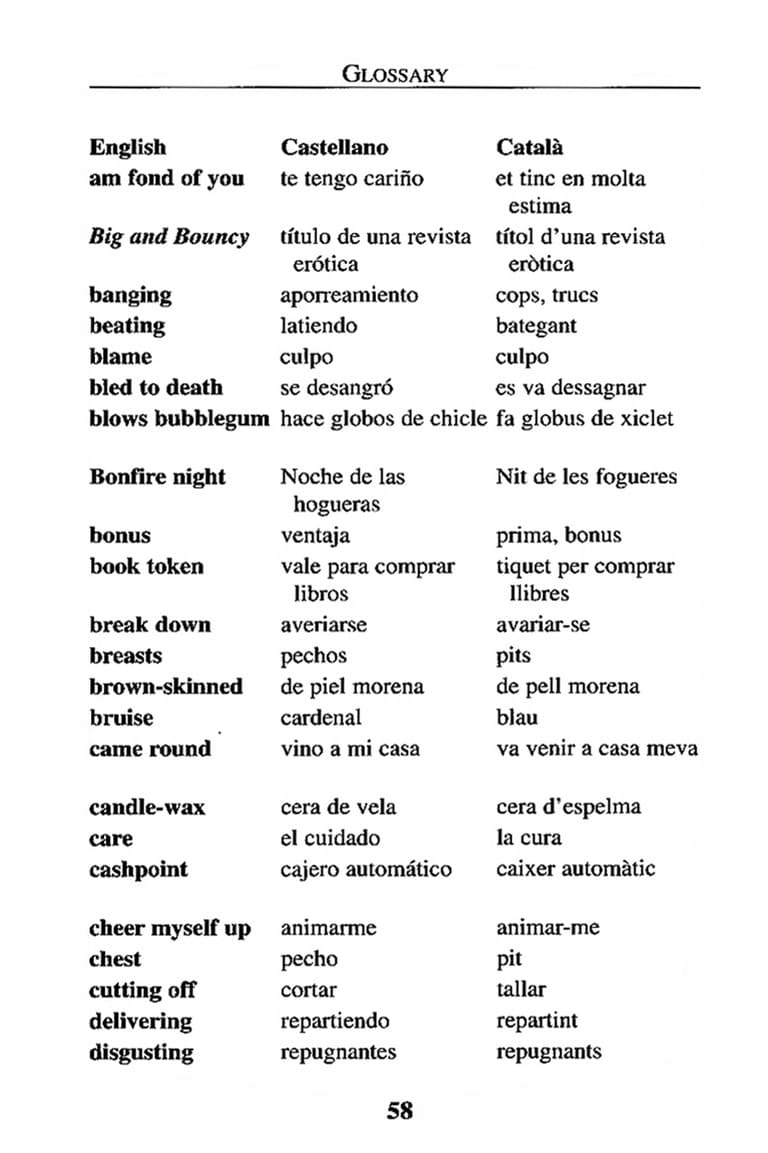 GLOSSARY
English Castellano Català
am fond of you te tengo cariño et tinc en molta
estima
Big and Bouncy título de una revista títol d'una revista
erótica eròtica
banging aporreamiento cops, trucs
beating latiendo bategant
blame culpo culpo
bled to death se desangró es va dessagnar
blows bubblegum hace globos de chicle fa globus de xiclet
Bonfire night Noche de las Nit de les fogueres
hogueras
bonus ventaja prima, bonus
book token vale para comprar tiquet per comprar
libros llibres
break down averiarse avariar-se
breasts pechos pits
brown-skinned de piel morena de pell morena
bruise cardenal blau
came round vino a mi casa va venir a casa meva
candle-wax cera de vela cera d'espelma
care el cuidado la cura
cashpoint cajero automático caixer automàtic
cheer myself up animarme animar-me
chest pecho pit
cutting off cortar tallar
delivering repartiendo repartint
disgusting repugnantes repugnants
58